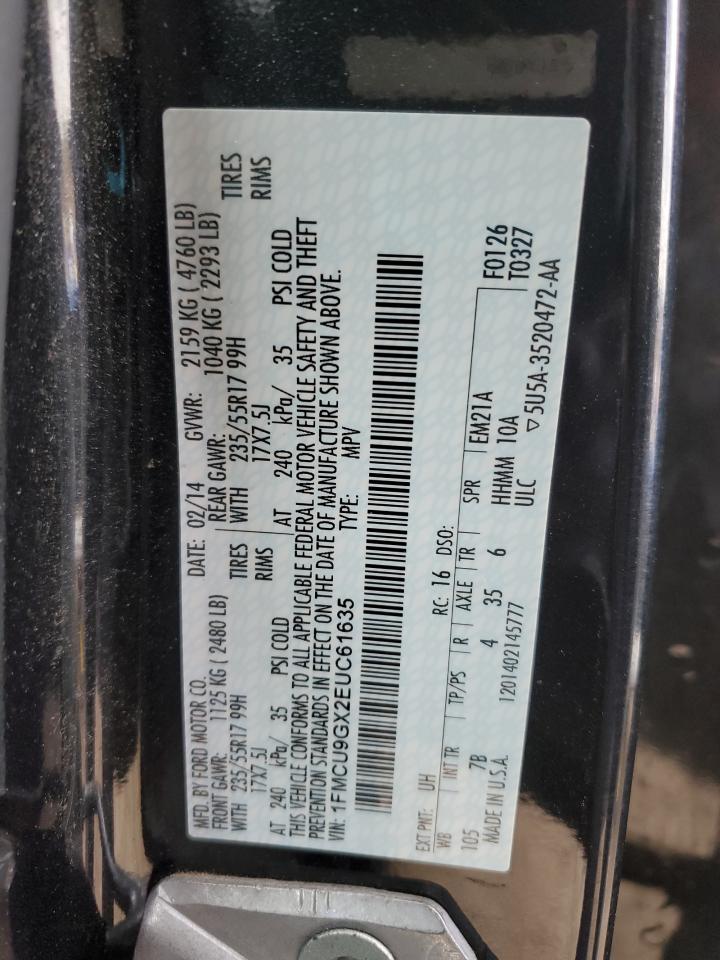 MFD. BY FORD MOTOR CO.
DATE: 02/14 GVWR: 2159 KG ( 4760 LB)
FRONT GAWR: 1125 KG ( 2480 LB)
REAR GAWR: 1040 KG ( 2293 LB)
WITH 235/55R17 99H TIRES
WITH 235/55R17 99H TIRES
17X7.5J RIMS
17X7.5J RIMS
AT 240 kPa/ 35 PSI COLD
AT 240 kPa/ 35 PSI COLD
THIS VEHICLE CONFORMS TO ALL APPLICABLE FEDERAL MOTOR VEHICLE SAFETY AND THEFT
PREVENTION STANDARDS IN EFFECT ON THE DATE OF MANUFACTURE SHOWN ABOVE.
VIN: 1FMCU9GX2EUC61635 TYPE: MPV
EXT PNT: UH RC: 16 DSO: F0126
T0327
WB INT TR TP/PS R AXLE TR SPR EM21A
105 7B 4 35 6 HHMM 10A
MADE IN U.S.A. 1201402145777 ULC ▽5U5A-3520472-AA